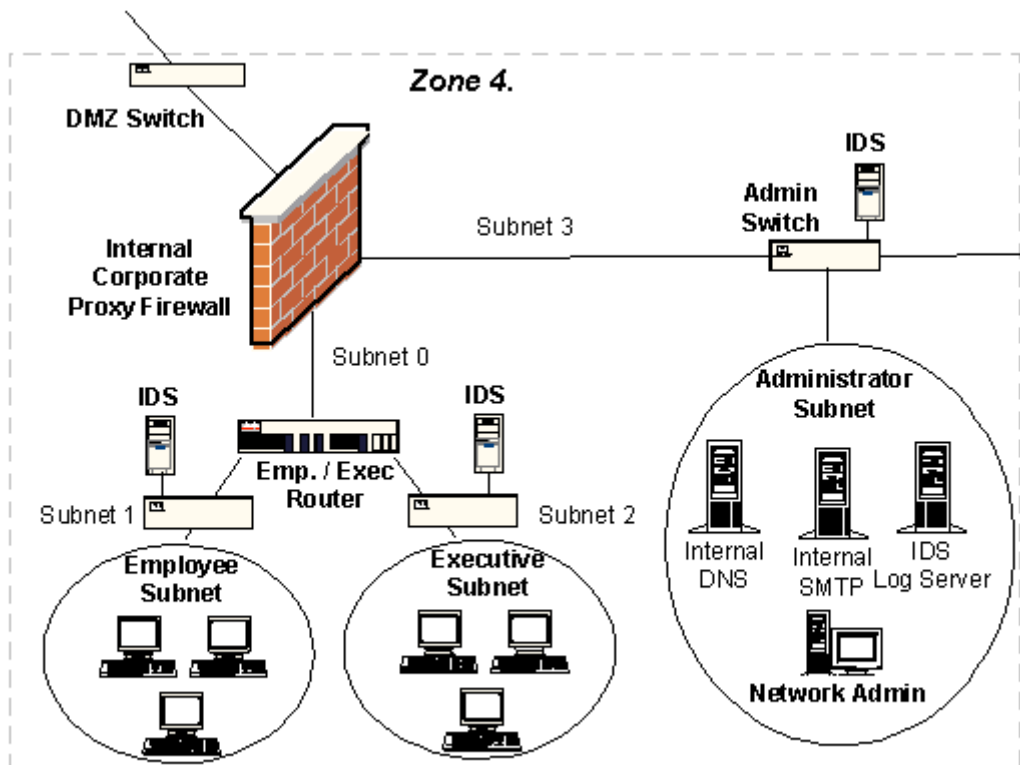 Zone 4.
DMZ Switch
IDS
Admin
Switch
Subnet 3
Internal
Corporate
Proxy Firewall
Subnet 0
Administrator
Subnet
IDS
IDS
Emp. / Exec
Router
Subnet 1
Subnet 2
Internal
DNS
Internal
SMTP
IDS
Log Server
Employee
Subnet
Executive
Subnet
Network Admin